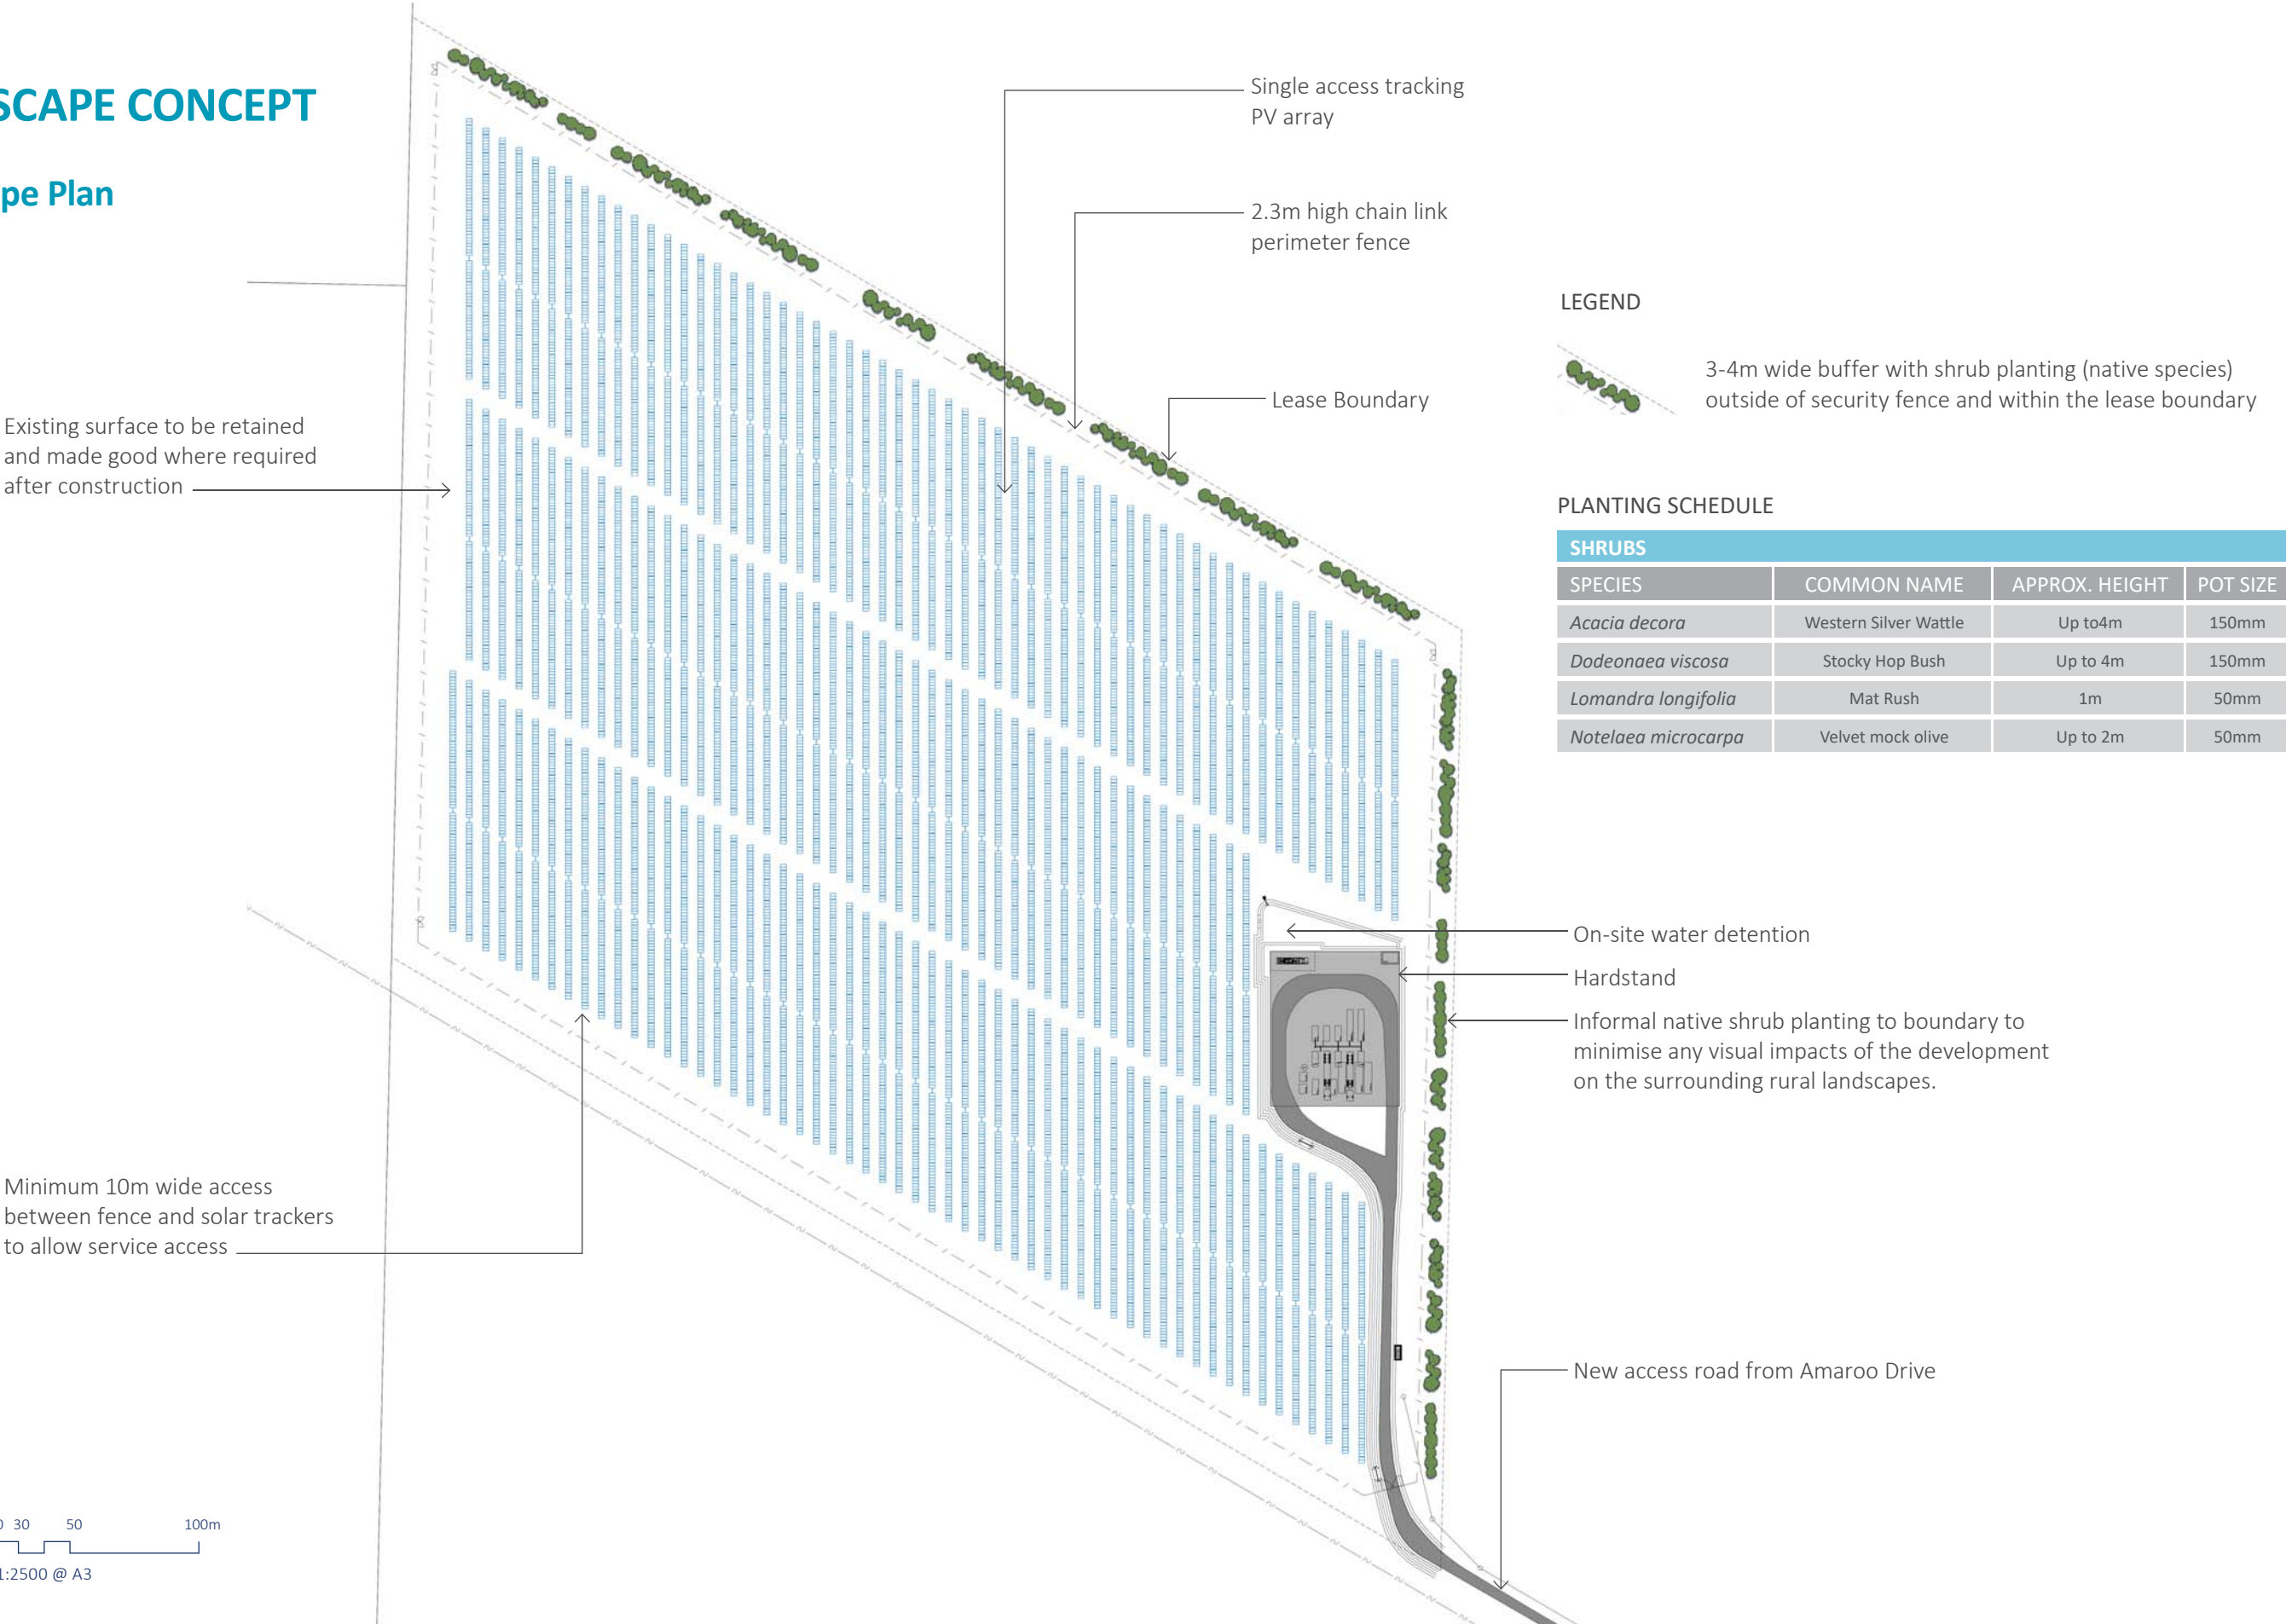 SCAPE CONCEPT
pe Plan
Single access tracking
PV array
2.3m high chain link
perimeter fence
Lease Boundary
Existing surface to be retained
and made good where required
after construction
Minimum 10m wide access
between fence and solar trackers
to allow service access
LEGEND
3-4m wide buffer with shrub planting (native species)
outside of security fence and within the lease boundary
PLANTING SCHEDULE
SHRUBS
SPECIES COMMON NAME APPROX. HEIGHT POT SIZE
Acacia decora Western Silver Wattle Up to4m 150mm
Dodeonaea viscosa Stocky Hop Bush Up to 4m 150mm
Lomandra longifolia Mat Rush 1m 50mm
Notelaea microcarpa Velvet mock olive Up to 2m 50mm
On-site water detention
Hardstand
Informal native shrub planting to boundary to
minimise any visual impacts of the development
on the surrounding rural landscapes.
New access road from Amaroo Drive
0 30 50 100m
1:2500 @ A3